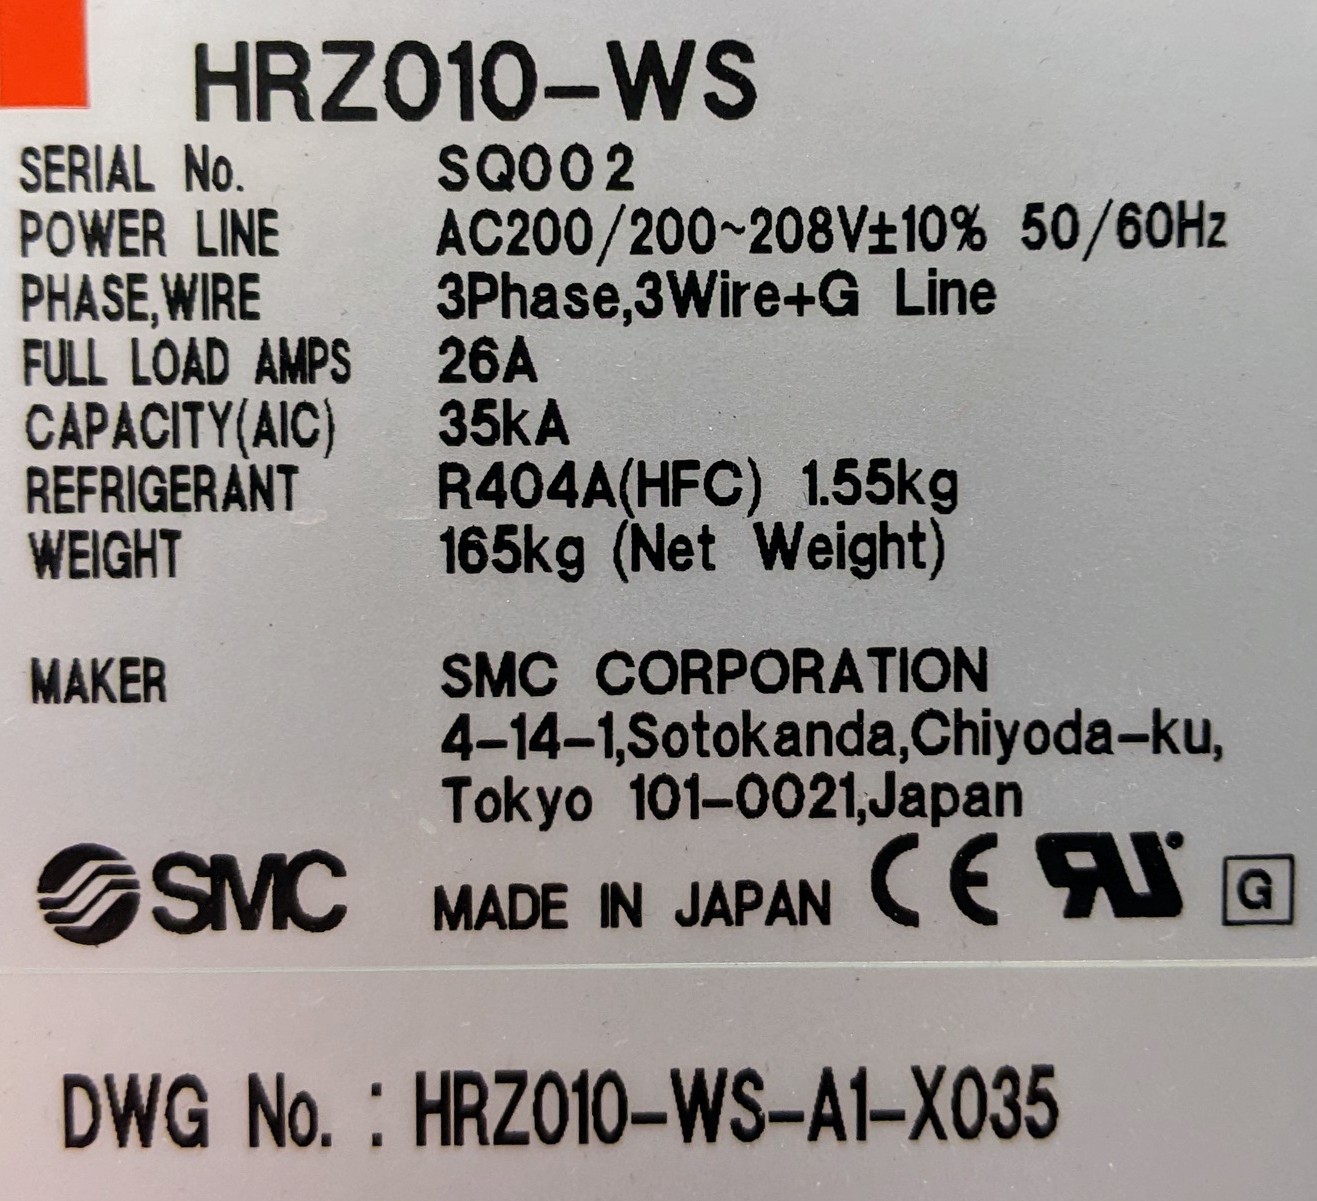 HRZ010-WS
SERIAL No. SQ002
POWER LINE AC200/200~208V±10% 50/60Hz
PHASE,WIRE 3Phase,3Wire+G Line
FULL LOAD AMPS 26A
CAPACITY(AIC) 35kA
REFRIGERANT R404A(HFC) 1.55kg
WEIGHT 165kg (Net Weight)
MAKER SMC CORPORATION
4-14-1,Sotokanda,Chiyoda-ku,
Tokyo 101-0021,Japan
SMC MADE IN JAPAN CE RU G
DWG No. : HRZ010-WS-A1-X035